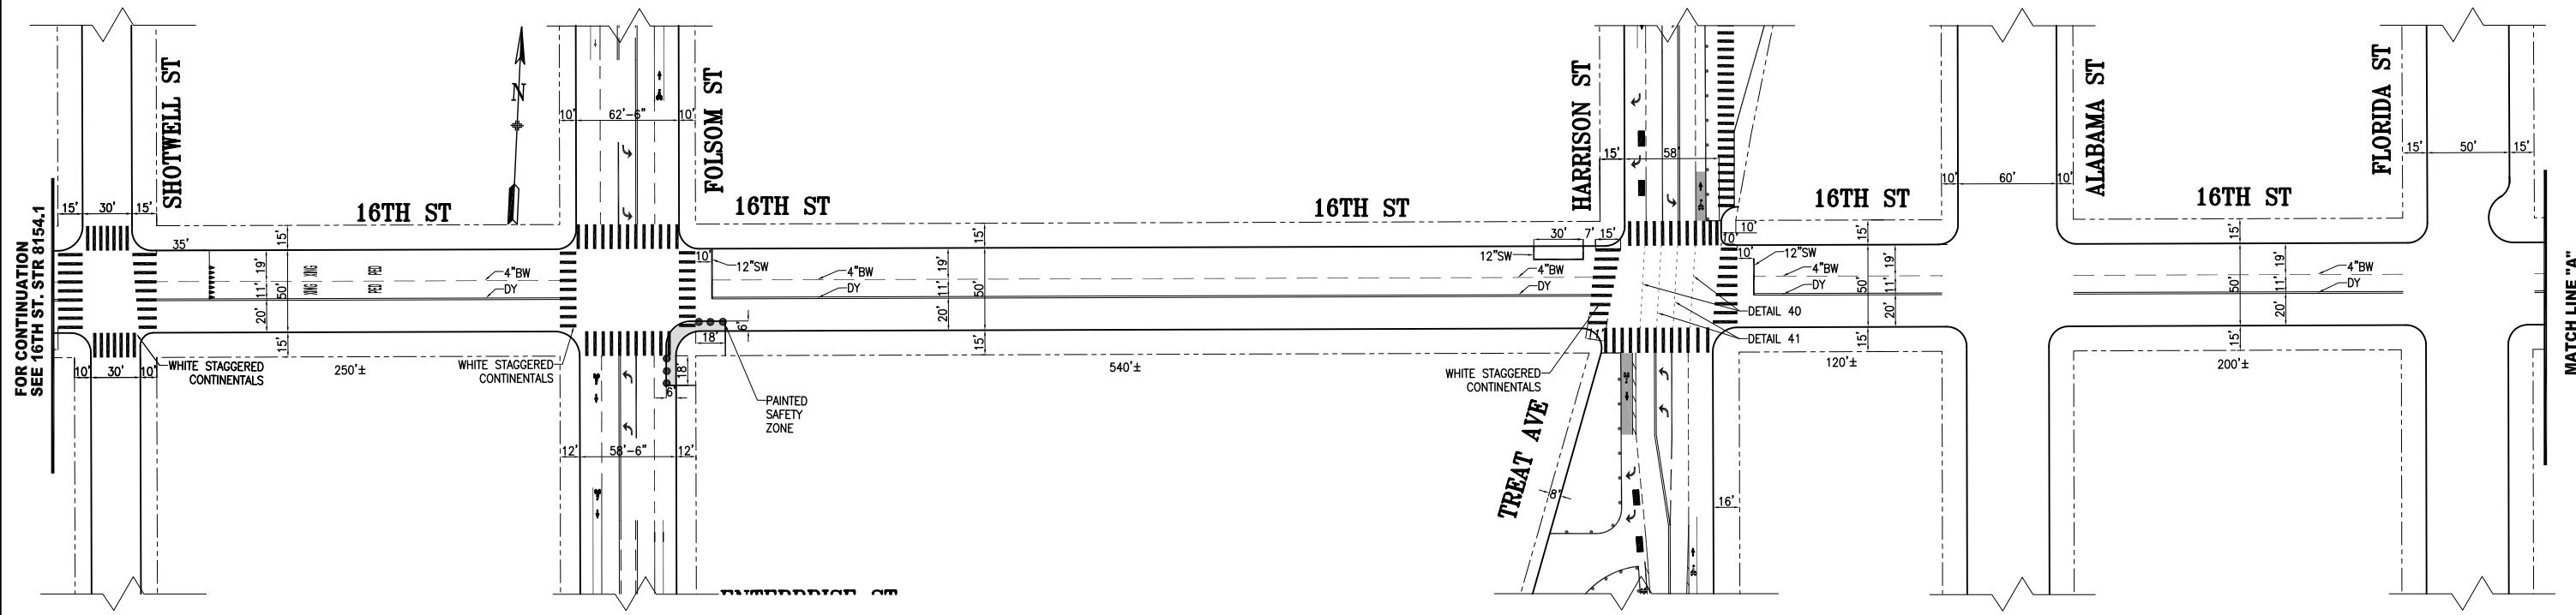 FOR CONTINUATION
SEE 16TH ST. STR 8154.1
SHOTWELL ST
15'
30'
15'
16TH ST
35'
15'
19'
11'
50'
20'
15'
XING XING
PED PED
4"BW
DY
10'
30'
10'
WHITE STAGGERED
CONTINENTALS
250'±
N
10'
62'-6"
10'
FOLSOM ST
WHITE STAGGERED
CONTINENTALS
12'
58'-6"
12'
10'
12"SW
18'
6'
18'
6'
PAINTED
SAFETY
ZONE
16TH ST
4"BW
DY
19'
11'
50'
20'
15'
15'
540'±
ENTERPRISE ST
16TH ST
HARRISON ST
15'
58'
30'
7'
15'
12"SW
4"BW
DY
WHITE STAGGERED
CONTINENTALS
TREAT AVE
8'
16'
10'
10'
10'
12"SW
4"BW
DY
DETAIL 40
DETAIL 41
16TH ST
15'
19'
11'
50'
20'
15'
120'±
10'
60'
10'
ALABAMA ST
16TH ST
15'
19'
11'
50'
20'
15'
4"BW
DY
200'±
FLORIDA ST
15'
50'
15'
MATCH LINE "A"